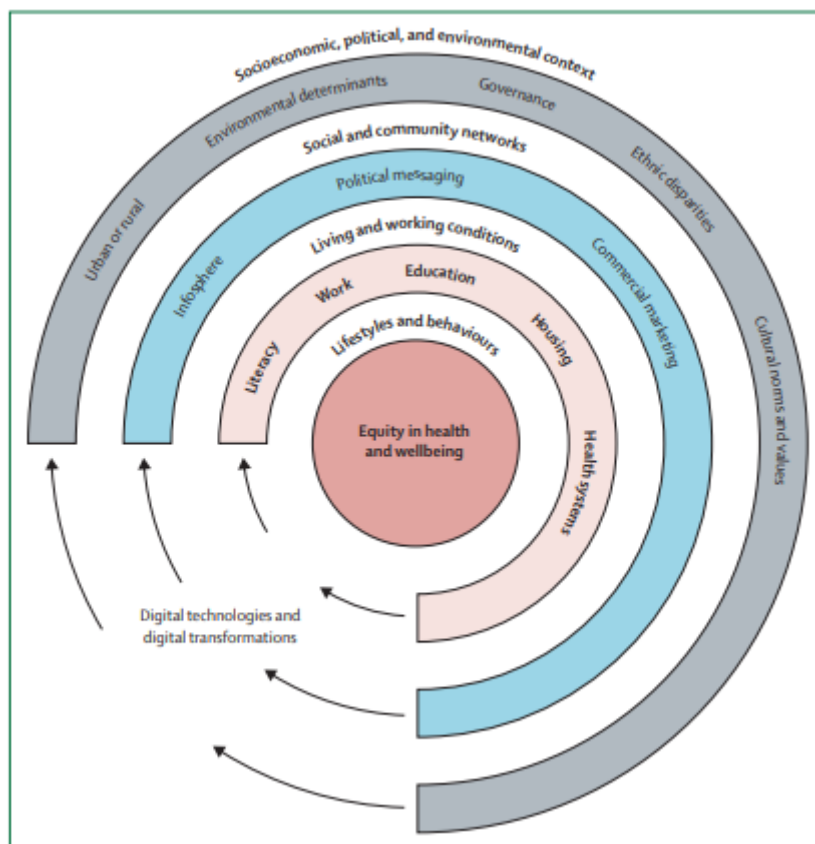 Socioeconomic, political, and environmental context
Urban or rural
Environmental determinants
Governance
Ethnic disparities
Cultural norms and values
Social and community networks
Infosphere
Political messaging
Commercial marketing
Living and working conditions
Literacy
Work
Education
Housing
Health systems
Lifestyles and behaviours
Equity in health
and wellbeing
Digital technologies and
digital transformations